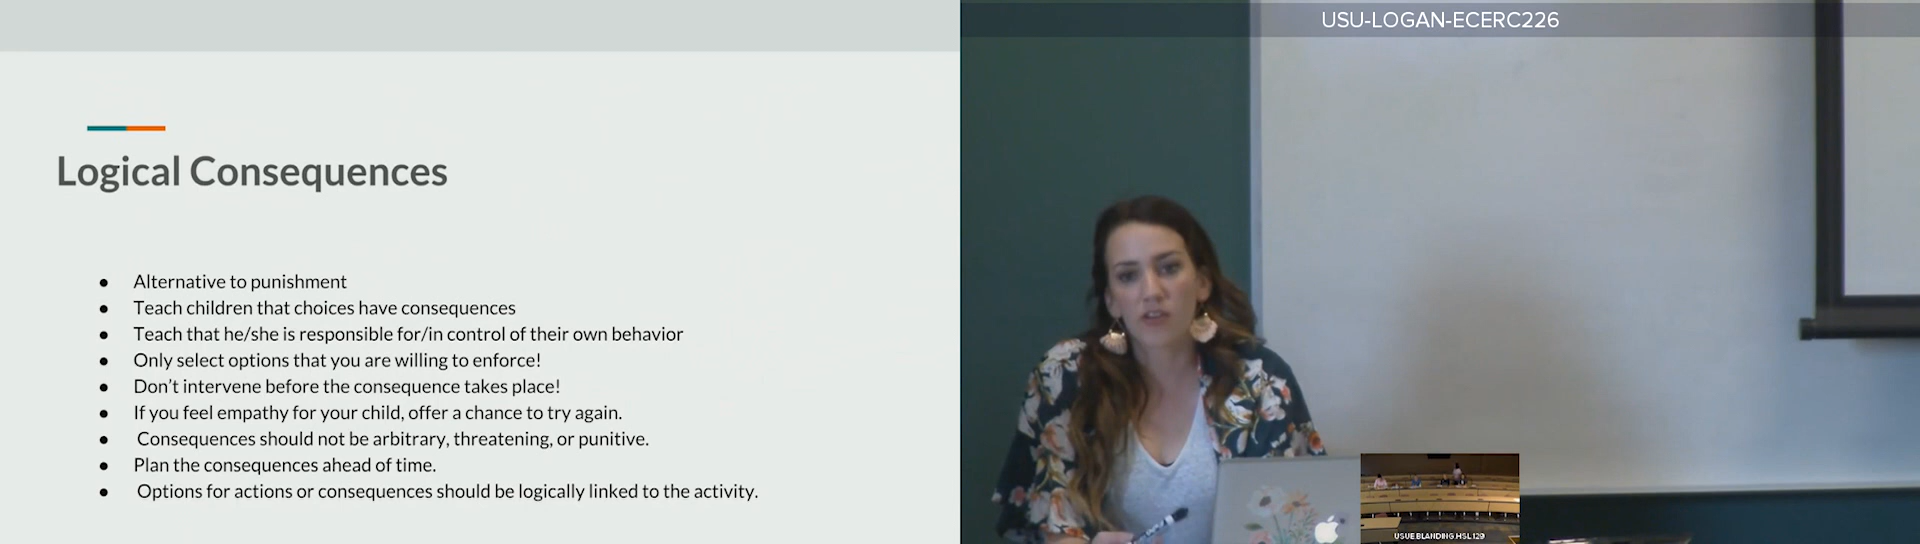 USU-LOGAN-ECERC226
Logical Consequences
● Alternative to punishment
● Teach children that choices have consequences
● Teach that he/she is responsible for/in control of their own behavior
● Only select options that you are willing to enforce!
● Don't intervene before the consequence takes place!
● If you feel empathy for your child, offer a chance to try again.
● Consequences should not be arbitrary, threatening, or punitive.
● Plan the consequences ahead of time.
● Options for actions or consequences should be logically linked to the activity.
USUE.BLANDING.HSL129